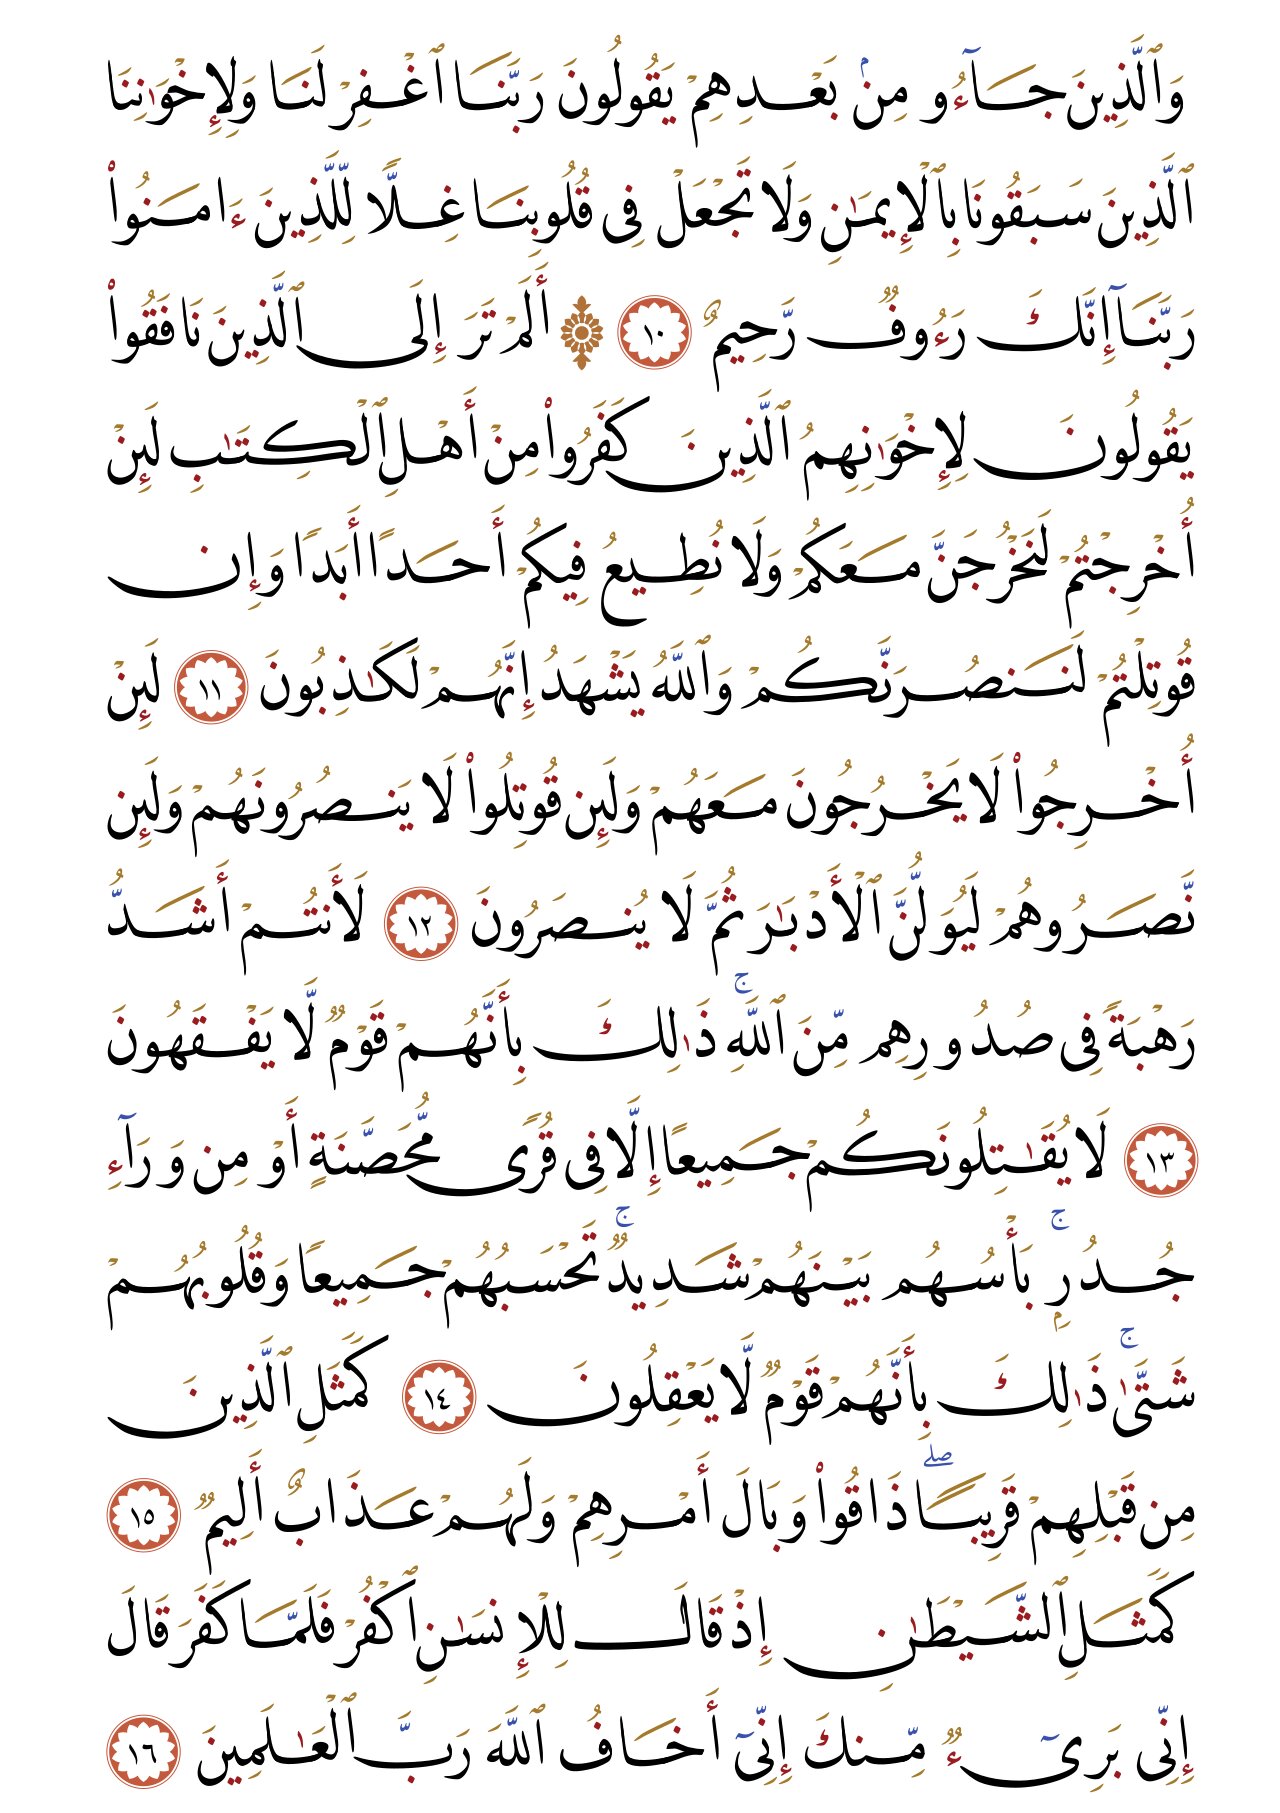 وَٱلَّذِينَ جَآءُو مِنۢ بَعْدِهِمْ يَقُولُونَ رَبَّنَا ٱغْفِرْ لَنَا وَلِإِخْوَٰنِنَا
ٱلَّذِينَ سَبَقُونَا بِٱلْإِيمَٰنِ وَلَا تَجْعَلْ فِى قُلُوبِنَا غِلًّا لِّلَّذِينَ ءَامَنُوا۟
رَبَّنَآ إِنَّكَ رَءُوفٌ رَّحِيمٌ ١٠ ۞ أَلَمْ تَرَ إِلَى ٱلَّذِينَ نَافَقُوا۟
يَقُولُونَ لِإِخْوَٰنِهِمُ ٱلَّذِينَ كَفَرُوا۟ مِنْ أَهْلِ ٱلْكِتَٰبِ لَئِنْ
أُخْرِجْتُمْ لَنَخْرُجَنَّ مَعَكُمْ وَلَا نُطِيعُ فِيكُمْ أَحَدًا أَبَدًا وَإِن
قُوتِلْتُمْ لَنَنصُرَنَّكُمْ وَٱللَّهُ يَشْهَدُ إِنَّهُمْ لَكَٰذِبُونَ ١١ لَئِنْ
أُخْرِجُوا۟ لَا يَخْرُجُونَ مَعَهُمْ وَلَئِن قُوتِلُوا۟ لَا يَنصُرُونَهُمْ وَلَئِن
نَّصَرُوهُمْ لَيُوَلُّنَّ ٱلْأَدْبَٰرَ ثُمَّ لَا يُنصَرُونَ ١٢ لَأَنتُمْ أَشَدُّ
رَهْبَةً فِى صُدُورِهِم مِّنَ ٱللَّهِۚ ذَٰلِكَ بِأَنَّهُمْ قَوْمٌ لَّا يَفْقَهُونَ
١٣ لَا يُقَٰتِلُونَكُمْ جَمِيعًا إِلَّا فِى قُرًى مُّحَصَّنَةٍ أَوْ مِن وَرَآءِ
جُدُرٍۭۚ بَأْسُهُم بَيْنَهُمْ شَدِيدٌۚ تَحْسَبُهُمْ جَمِيعًا وَقُلُوبُهُمْ
شَتَّىٰۚ ذَٰلِكَ بِأَنَّهُمْ قَوْمٌ لَّا يَعْقِلُونَ ١٤ كَمَثَلِ ٱلَّذِينَ
مِن قَبْلِهِمْ قَرِيبًاۖ ذَاقُوا۟ وَبَالَ أَمْرِهِمْ وَلَهُمْ عَذَابٌ أَلِيمٌ ١٥
كَمَثَلِ ٱلشَّيْطَٰنِ إِذْ قَالَ لِلْإِنسَٰنِ ٱكْفُرْ فَلَمَّا كَفَرَ قَالَ
إِنِّى بَرِىٓءٌ مِّنكَ إِنِّىٓ أَخَافُ ٱللَّهَ رَبَّ ٱلْعَٰلَمِينَ ١٦